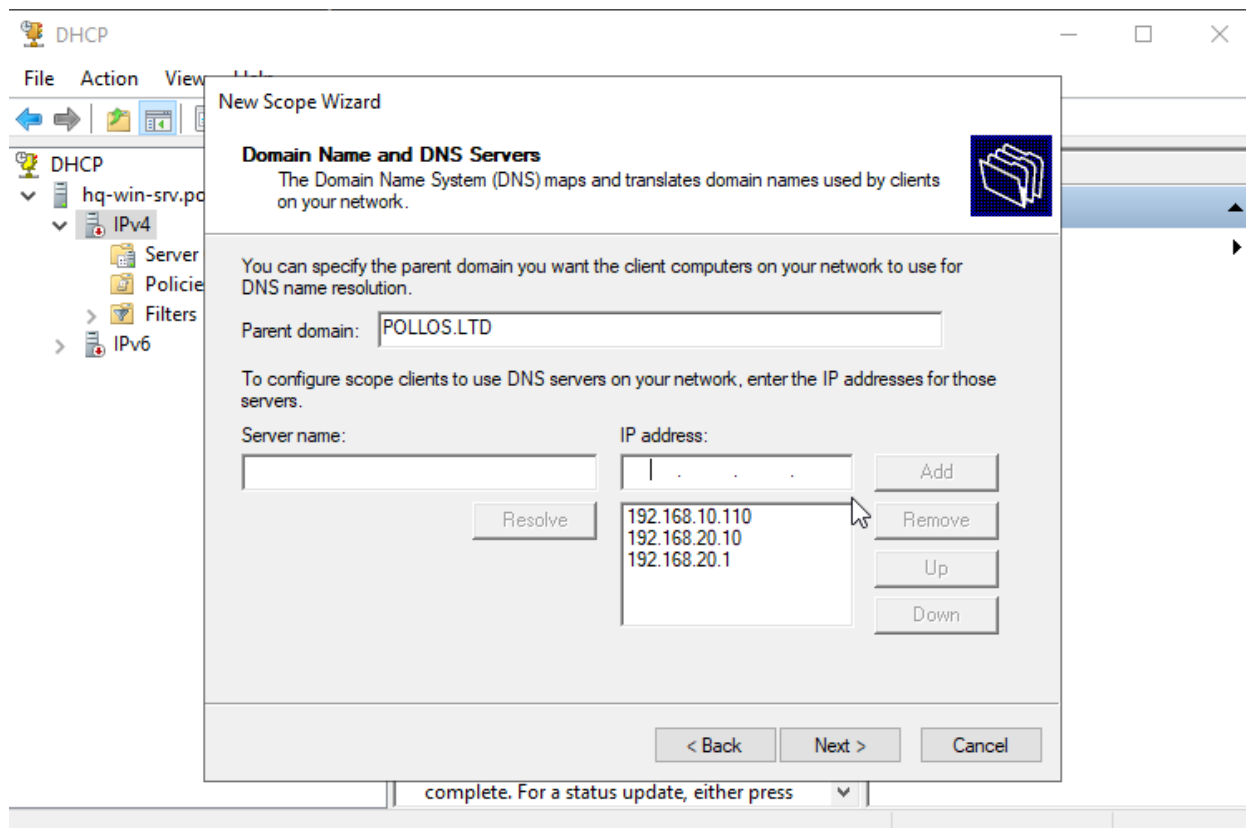 DHCP
File Action View
New Scope Wizard
Domain Name and DNS Servers
The Domain Name System (DNS) maps and translates domain names used by clients
on your network.
DHCP
hq-win-srv.po
IPv4
Server
Policie
Filters
IPv6
You can specify the parent domain you want the client computers on your network to use for
DNS name resolution.
Parent domain: POLLOS.LTD
To configure scope clients to use DNS servers on your network, enter the IP addresses for those
servers.
Server name: IP address:
. . . Add
Resolve 192.168.10.110 Remove
192.168.20.10
192.168.20.1
Up
Down
< Back Next > Cancel
complete. For a status update, either press